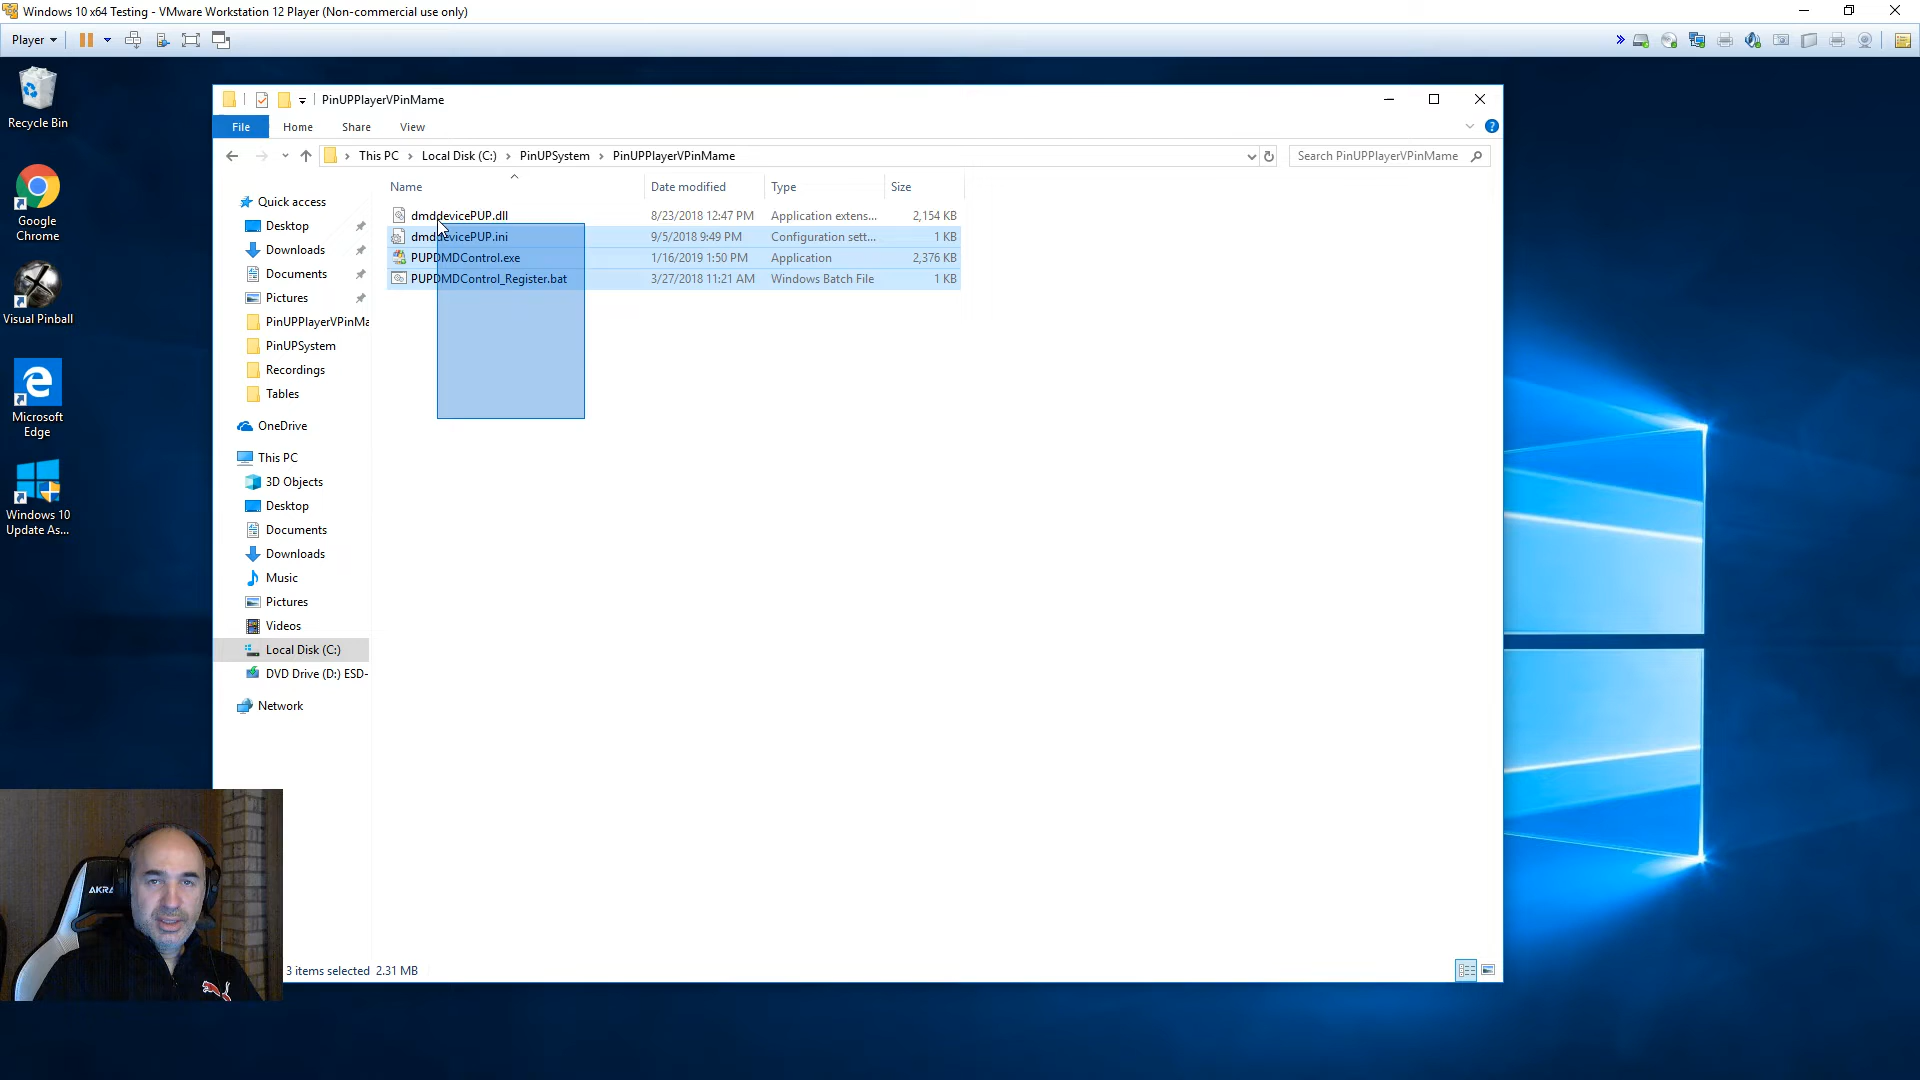 Windows 10 x64 Testing - VMware Workstation 12 Player (Non-commercial use only)
Player
PinUPPlayerVPinMame
File Home Share View
This PC Local Disk (C:) PinUPSystem PinUPPlayerVPinMame
Search PinUPPlayerVPinMame
Name Date modified Type Size
dmddevicePUP.dll 8/23/2018 12:47 PM Application extens... 2,154 KB
dmddevicePUP.ini 9/5/2018 9:49 PM Configuration sett... 1 KB
PUPDMDControl.exe 1/16/2019 1:50 PM Application 2,376 KB
PUPDMDControl_Register.bat 3/27/2018 11:21 AM Windows Batch File 1 KB
Quick access
Desktop
Downloads
Documents
Pictures
PinUPPlayerVPinMa
PinUPSystem
Recordings
Tables
OneDrive
This PC
3D Objects
Desktop
Documents
Downloads
Music
Pictures
Videos
Local Disk (C:)
DVD Drive (D:) ESD-
Network
3 items selected 2.31 MB
Recycle Bin
Google
Chrome
Visual Pinball
Microsoft
Edge
Windows 10
Update As...